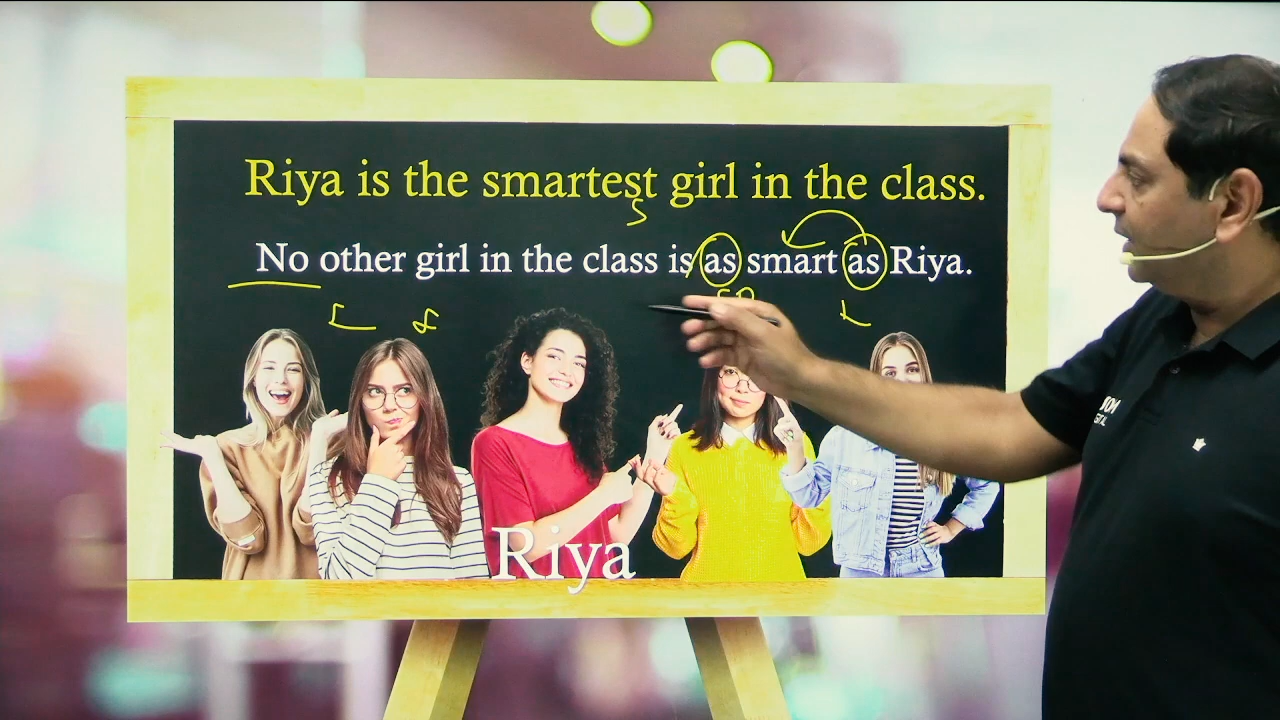 Riya is the smartest girl in the class.
No other girl in the class is as smart as Riya.
Riya